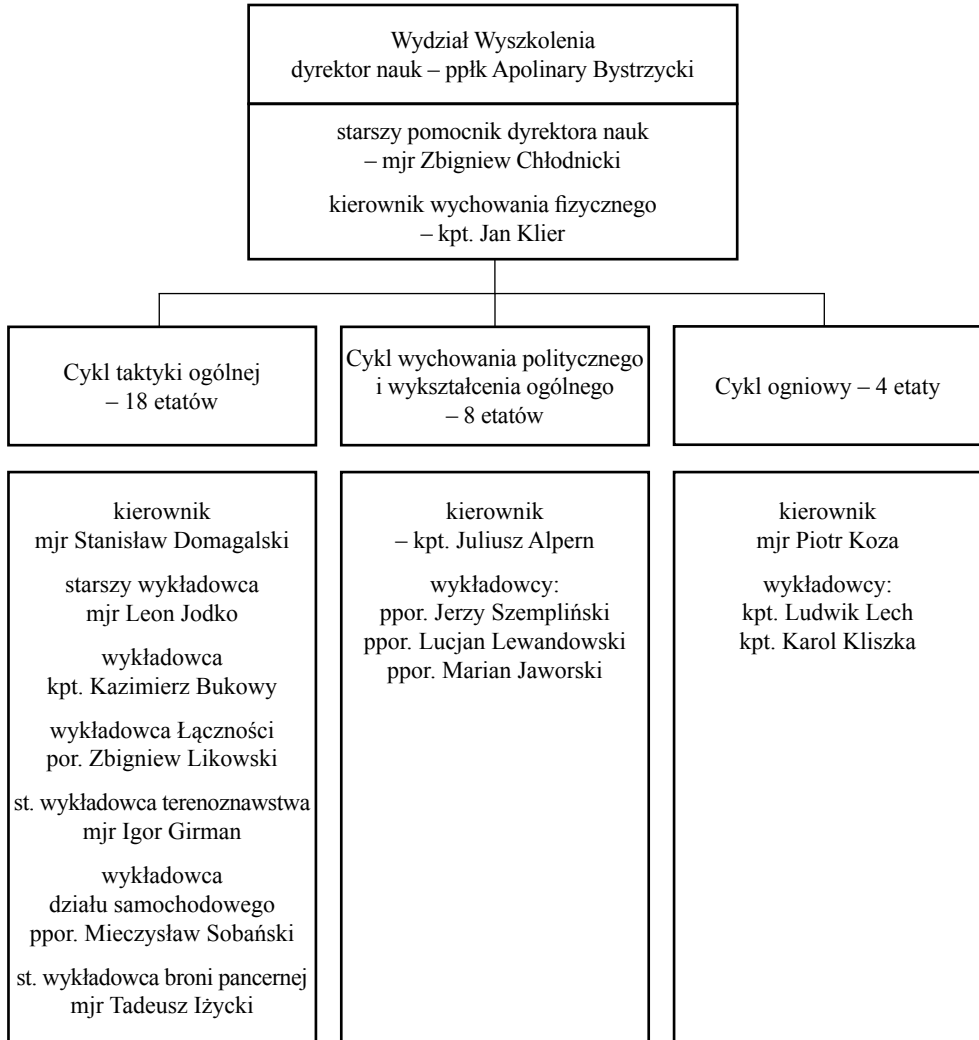 Wydział Wyszkolenia
dyrektor nauk – ppłk Apolinary Bystrzycki
starszy pomocnik dyrektora nauk
– mjr Zbigniew Chłodnicki
kierownik wychowania fizycznego
– kpt. Jan Klier
Cykl taktyki ogólnej
– 18 etatów
Cykl wychowania politycznego
i wykształcenia ogólnego
– 8 etatów
Cykl ogniowy – 4 etaty
kierownik
mjr Stanisław Domagalski
starszy wykładowca
mjr Leon Jodko
wykładowca
kpt. Kazimierz Bukowy
wykładowca Łączności
por. Zbigniew Likowski
st. wykładowca terenoznawstwa
mjr Igor Girman
wykładowca
działu samochodowego
ppor. Mieczysław Sobański
st. wykładowca broni pancernej
mjr Tadeusz Iżycki
kierownik
– kpt. Juliusz Alpern
wykładowcy:
ppor. Jerzy Szempliński
ppor. Lucjan Lewandowski
ppor. Marian Jaworski
kierownik
mjr Piotr Koza
wykładowcy:
kpt. Ludwik Lech
kpt. Karol Kliszka